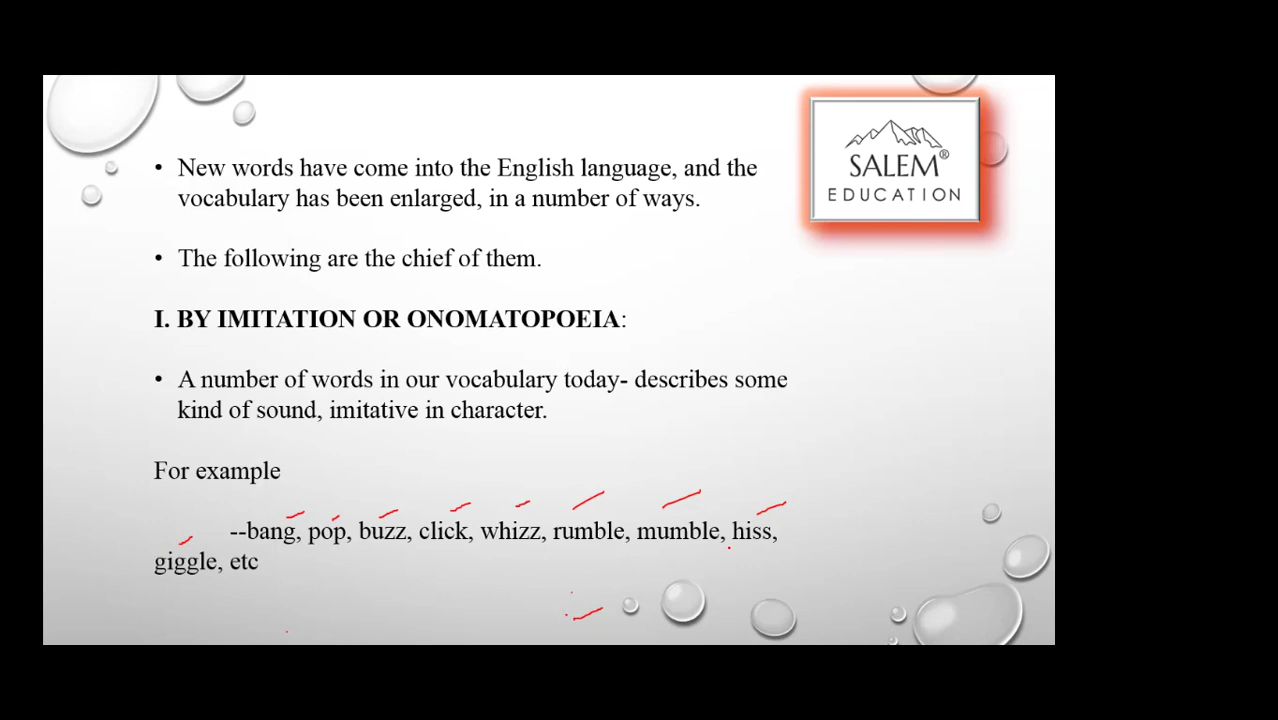 • New words have come into the English language, and the
vocabulary has been enlarged, in a number of ways.
• The following are the chief of them.
I. BY IMITATION OR ONOMATOPOEIA:
• A number of words in our vocabulary today- describes some
kind of sound, imitative in character.
For example
--bang, pop, buzz, click, whizz, rumble, mumble, hiss,
giggle, etc
SALEM®
EDUCATION